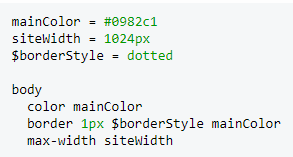 mainColor = #0982c1
siteWidth = 1024px
$borderStyle = dotted

body
  color mainColor
  border 1px $borderStyle mainColor
  max-width siteWidth